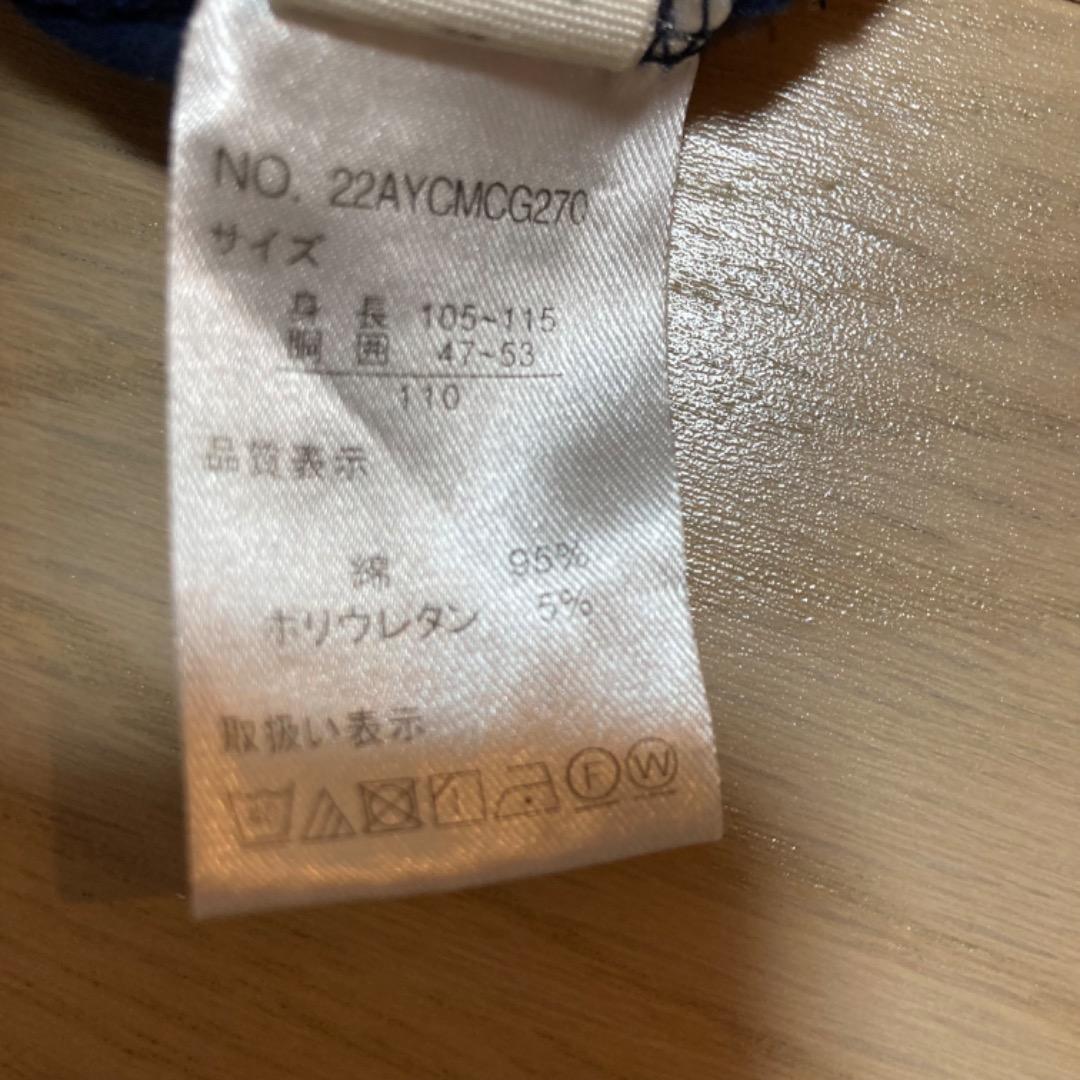 NO. 22AYCMCG270
サイズ
身 長 105~115
胸 囲 47~53
110
品質表示
綿 95%
ポリウレタン 5%
取扱い表示
F W